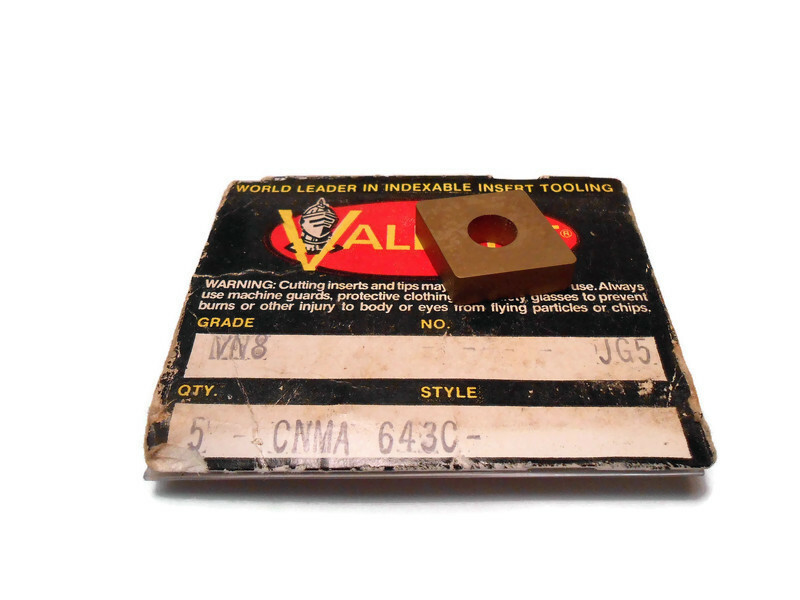 WORLD LEADER IN INDEXABLE INSERT TOOLING
VAL
WARNING: Cutting inserts and tips may use. Always
use machine guards, protective clothing glasses to prevent
burns or other injury to body or eyes from flying particles or chips.
GRADE NO.
VN8 - - - - JG5
QTY. STYLE
5 - CNMA 643C -